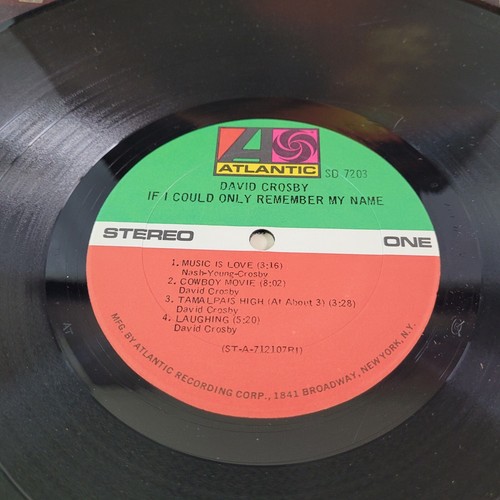 ATLANTIC
SD 7203
DAVID CROSBY
IF I COULD ONLY REMEMBER MY NAME
STEREO ONE
1. MUSIC IS LOVE (3:16)
Nash-Young-Crosby
2. COWBOY MOVIE (8:02)
David Crosby
3. TAMALPAIS HIGH (At About 3) (3:28)
David Crosby
4. LAUGHING (5:20)
David Crosby
(ST-A-712107RI)
MFG. BY ATLANTIC RECORDING CORP., 1841 BROADWAY, NEW YORK, N.Y.